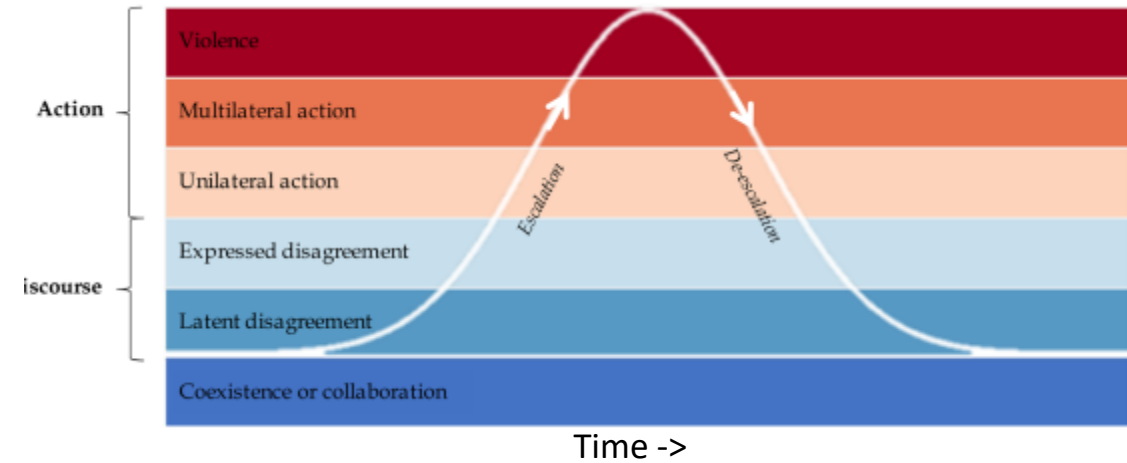 Violence
Action
Multilateral action
Unilateral action
Escalation
De-escalation
Expressed disagreement
iscourse
Latent disagreement
Coexistence or collaboration
Time ->